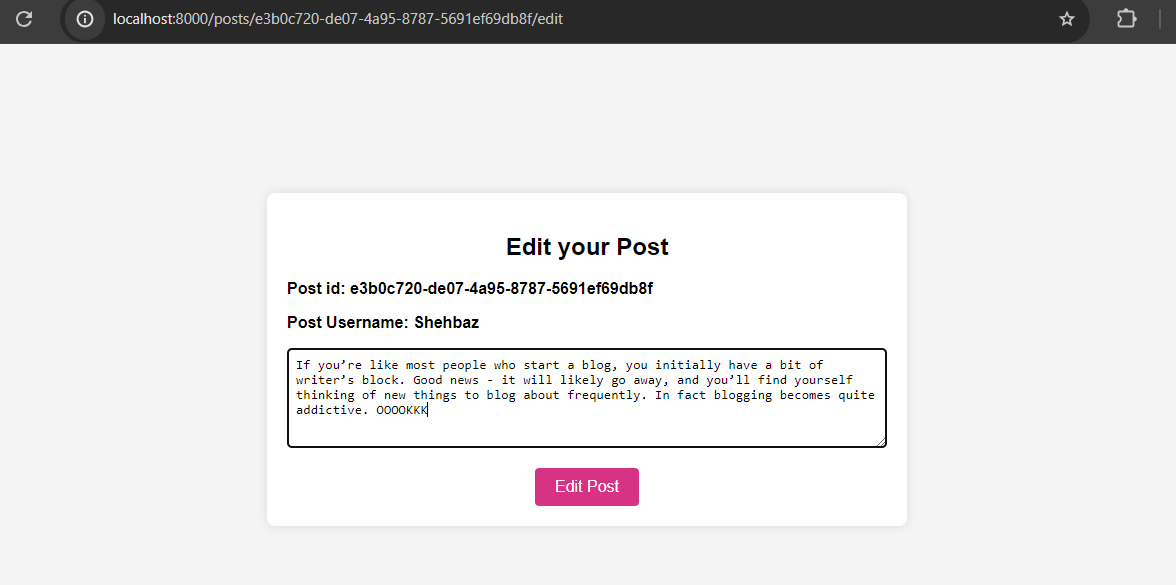 localhost:8000/posts/e3b0c720-de07-4a95-8787-5691ef69db8f/edit
Edit your Post
Post id: e3b0c720-de07-4a95-8787-5691ef69db8f
Post Username: Shehbaz
If you’re like most people who start a blog, you initially have a bit of
writer’s block. Good news - it will likely go away, and you’ll find yourself
thinking of new things to blog about frequently. In fact blogging becomes quite
addictive. OOOOKKK
Edit Post